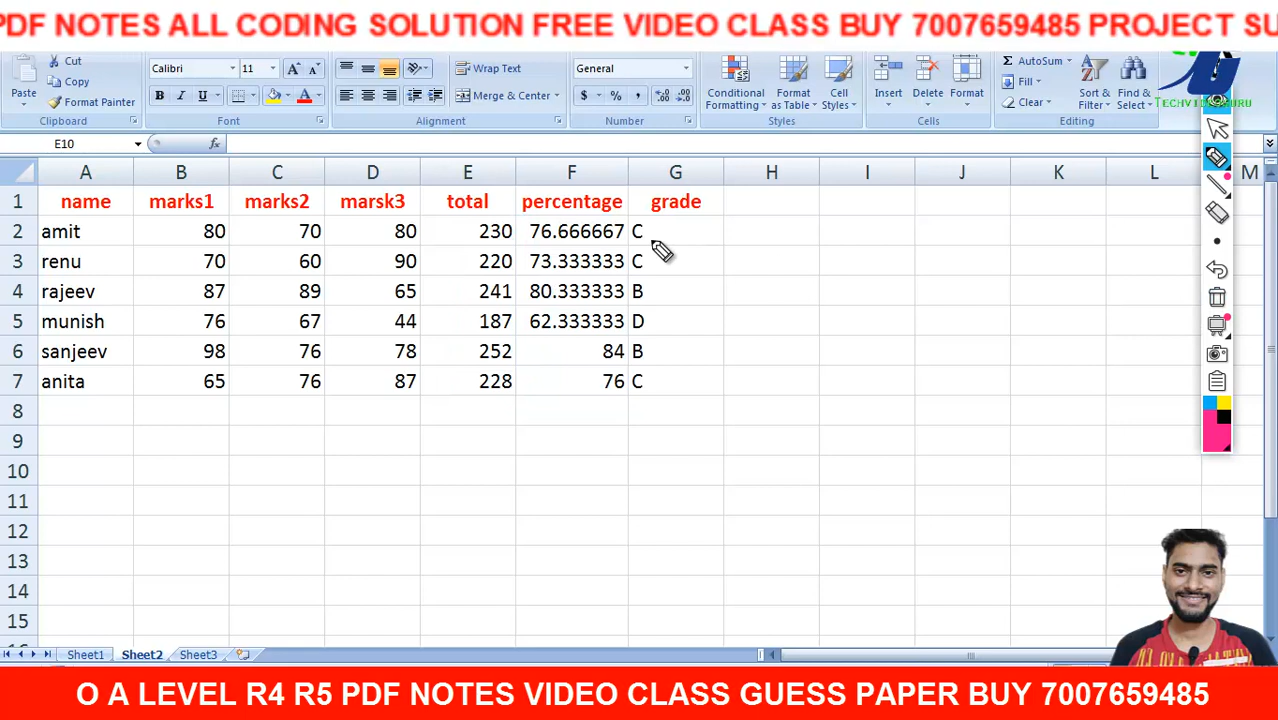 PDF NOTES ALL CODING SOLUTION FREE VIDEO CLASS BUY 7007659485 PROJECT SU
Cut
Copy
Format Painter
Paste
Clipboard
Calibri 11
B I U
Font
Wrap Text
Merge & Center
Alignment
General
$ % ,
Number
Conditional Formatting
Format as Table
Cell Styles
Styles
Insert
Delete
Format
Cells
AutoSum
Fill
Clear
Sort & Filter
Find & Select
Editing
E10 fx
A B C D E F G H I J K L M
1 name marks1 marks2 marsk3 total percentage grade
2 amit 80 70 80 230 76.666667 C
3 renu 70 60 90 220 73.333333 C
4 rajeev 87 89 65 241 80.333333 B
5 munish 76 67 44 187 62.333333 D
6 sanjeev 98 76 78 252 84 B
7 anita 65 76 87 228 76 C
8
9
10
11
12
13
14
15
Sheet1 Sheet2 Sheet3
O A LEVEL R4 R5 PDF NOTES VIDEO CLASS GUESS PAPER BUY 7007659485